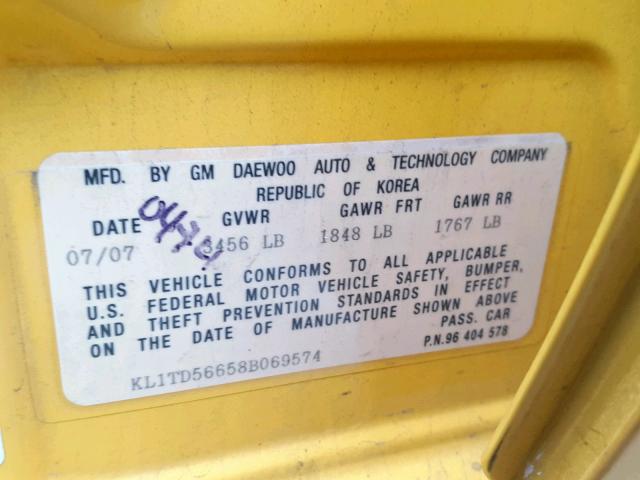 MFD. BY GM DAEWOO AUTO & TECHNOLOGY COMPANY
REPUBLIC OF KOREA
DATE GVWR GAWR FRT GAWR RR
07/07 3456 LB 1848 LB 1767 LB
THIS VEHICLE CONFORMS TO ALL APPLICABLE
U.S. FEDERAL MOTOR VEHICLE SAFETY, BUMPER,
AND THEFT PREVENTION STANDARDS IN EFFECT
ON THE DATE OF MANUFACTURE SHOWN ABOVE
PASS. CAR
P.N.96 404 578
KL1TD56658B069574